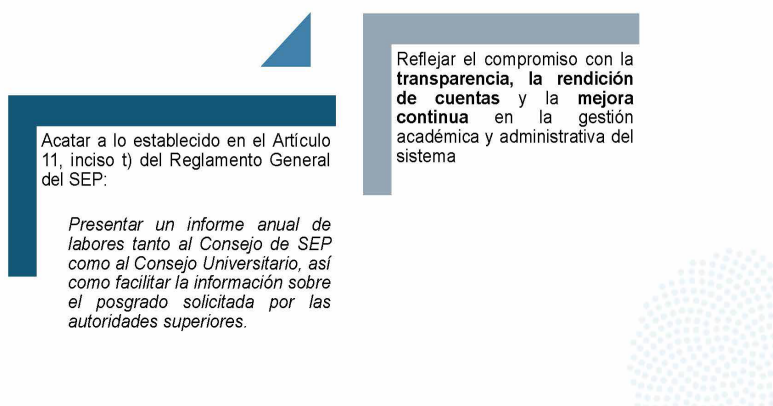 Acatar a lo establecido en el Artículo
11, inciso t) del Reglamento General
del SEP:
Presentar un informe anual de
labores tanto al Consejo de SEP
como al Consejo Universitario, así
como facilitar la información sobre
el posgrado solicitada por las
autoridades superiores.
Reflejar el compromiso con la
transparencia, la rendición
de cuentas y la mejora
continua en la gestión
académica y administrativa del
sistema